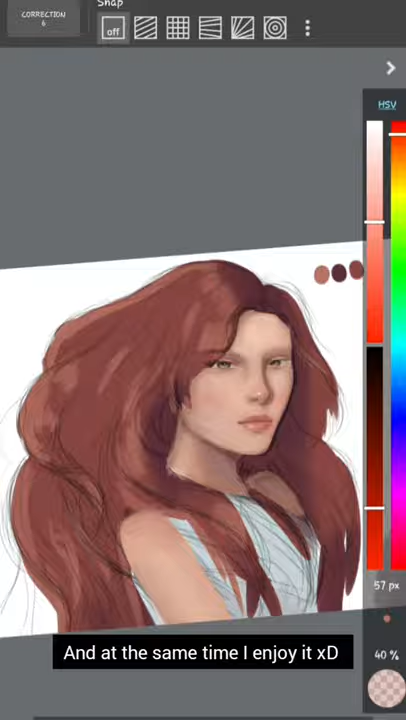 Snap
CORRECTION
6
off
HSV
57 px
40 %
And at the same time I enjoy it xD